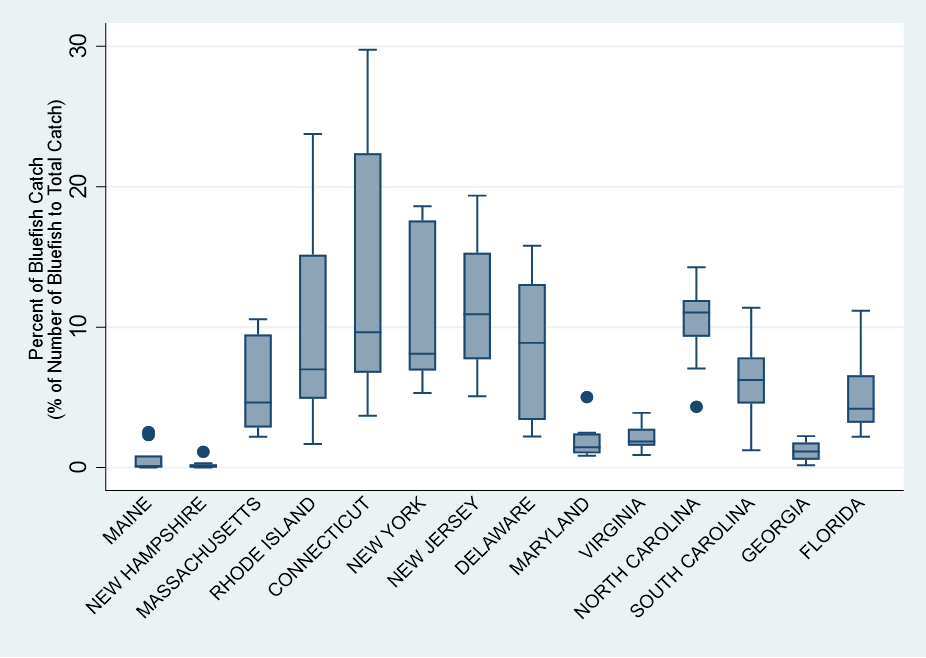 Percent of Bluefish Catch
(% of Number of Bluefish to Total Catch)
30
20
10
0
MAINE
NEW HAMPSHIRE
MASSACHUSETTS
RHODE ISLAND
CONNECTICUT
NEW YORK
NEW JERSEY
DELAWARE
MARYLAND
VIRGINIA
NORTH CAROLINA
SOUTH CAROLINA
GEORGIA
FLORIDA